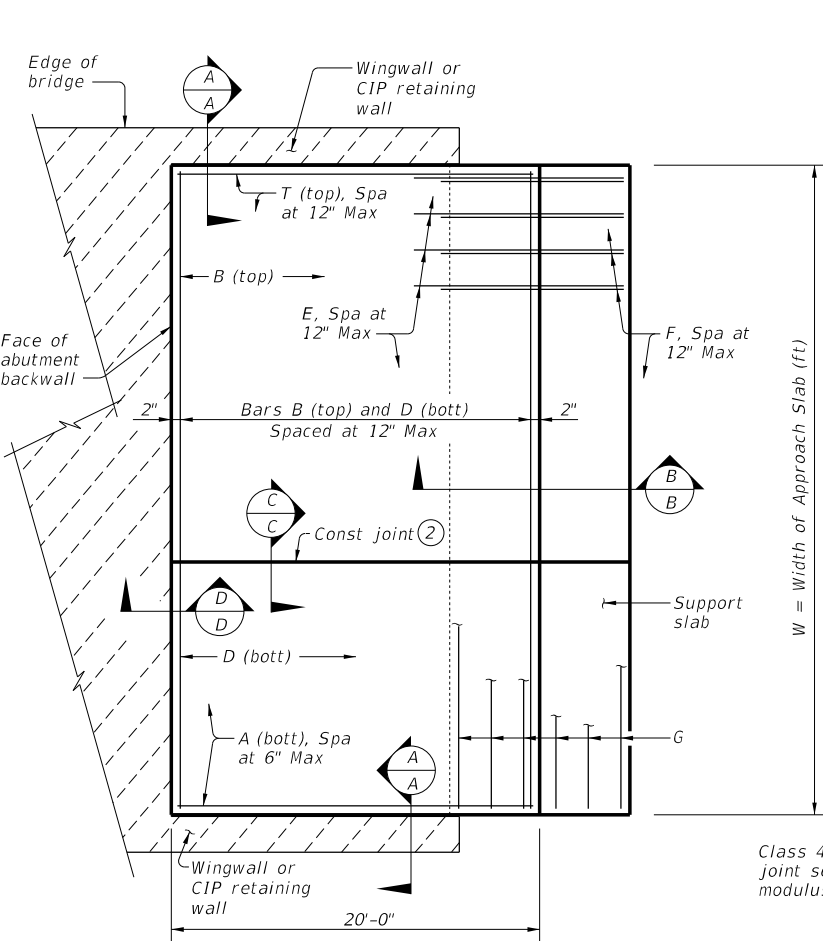 Edge of
bridge
A
A
Wingwall or
CIP retaining
wall
T (top), Spa
at 12" Max
B (top)
E, Spa at
12" Max
F, Spa at
12" Max
Face of
abutment
backwall
2"
Bars B (top) and D (bott)
Spaced at 12" Max
2"
W = Width of Approach Slab (ft)
B
B
C
C
Const joint 2
D
D
Support
slab
D (bott)
A (bott), Spa
at 6" Max
G
A
A
Wingwall or
CIP retaining
wall
20'-0"
Class 4
joint se
modulu